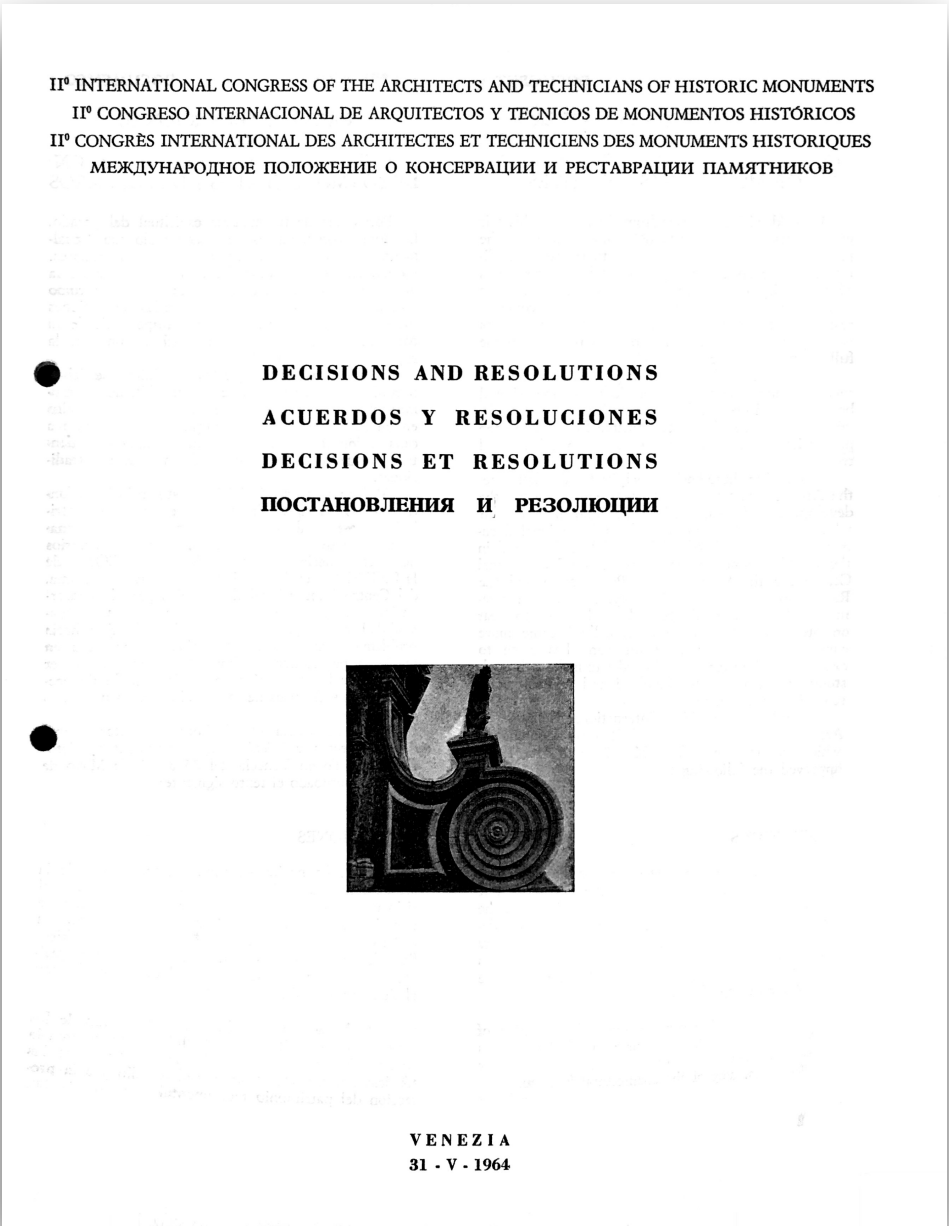 IIº INTERNATIONAL CONGRESS OF THE ARCHITECTS AND TECHNICIANS OF HISTORIC MONUMENTS
IIº CONGRESO INTERNACIONAL DE ARQUITECTOS Y TECNICOS DE MONUMENTOS HISTÓRICOS
IIº CONGRÈS INTERNATIONAL DES ARCHITECTES ET TECHNICIENS DES MONUMENTS HISTORIQUES
МЕЖДУНАРОДНОЕ ПОЛОЖЕНИЕ О КОНСЕРВАЦИИ И РЕСТАВРАЦИИ ПАМЯТНИКОВ
DECISIONS AND RESOLUTIONS
ACUERDOS Y RESOLUCIONES
DECISIONS ET RESOLUTIONS
ПОСТАНОВЛЕНИЯ И РЕЗОЛЮЦИИ
VENEZIA
31 - V - 1964